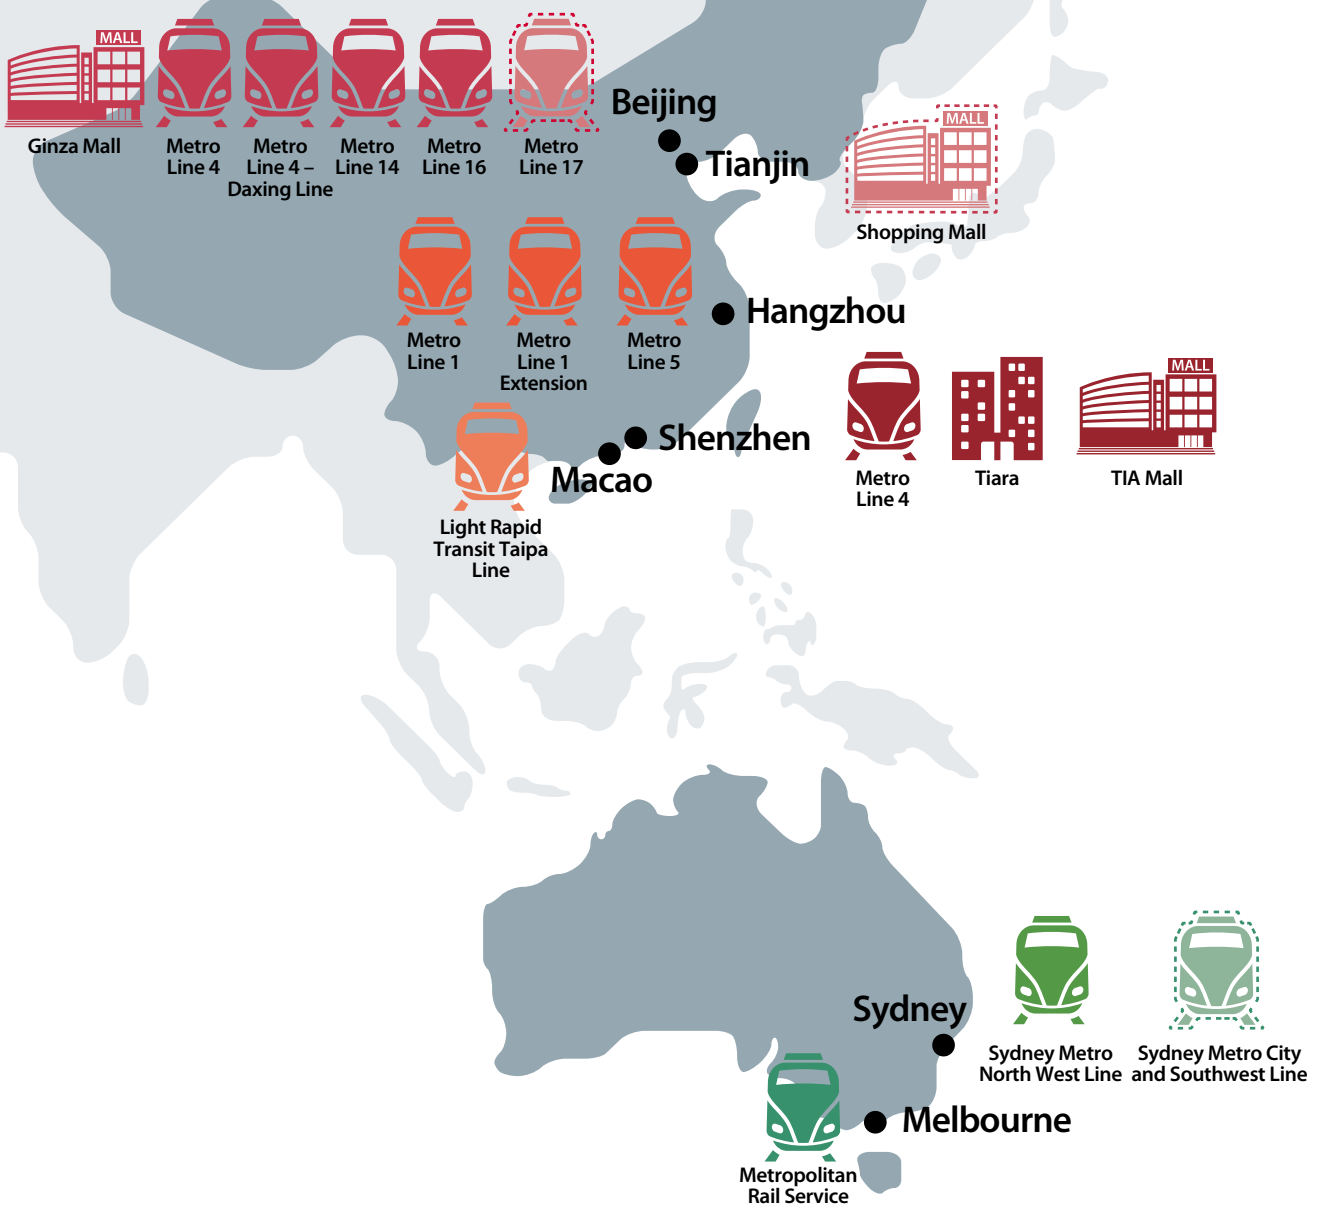 MALL
Ginza Mall
Metro
Line 4
Metro
Line 4 –
Daxing Line
Metro
Line 14
Metro
Line 16
Metro
Line 17
Beijing
Tianjin
MALL
Shopping Mall
Metro
Line 1
Metro
Line 1
Extension
Metro
Line 5
Hangzhou
Metro
Line 4
Tiara
MALL
TIA Mall
Shenzhen
Macao
Light Rapid
Transit Taipa
Line
Sydney
Sydney Metro
North West Line
Sydney Metro City
and Southwest Line
Melbourne
Metropolitan
Rail Service